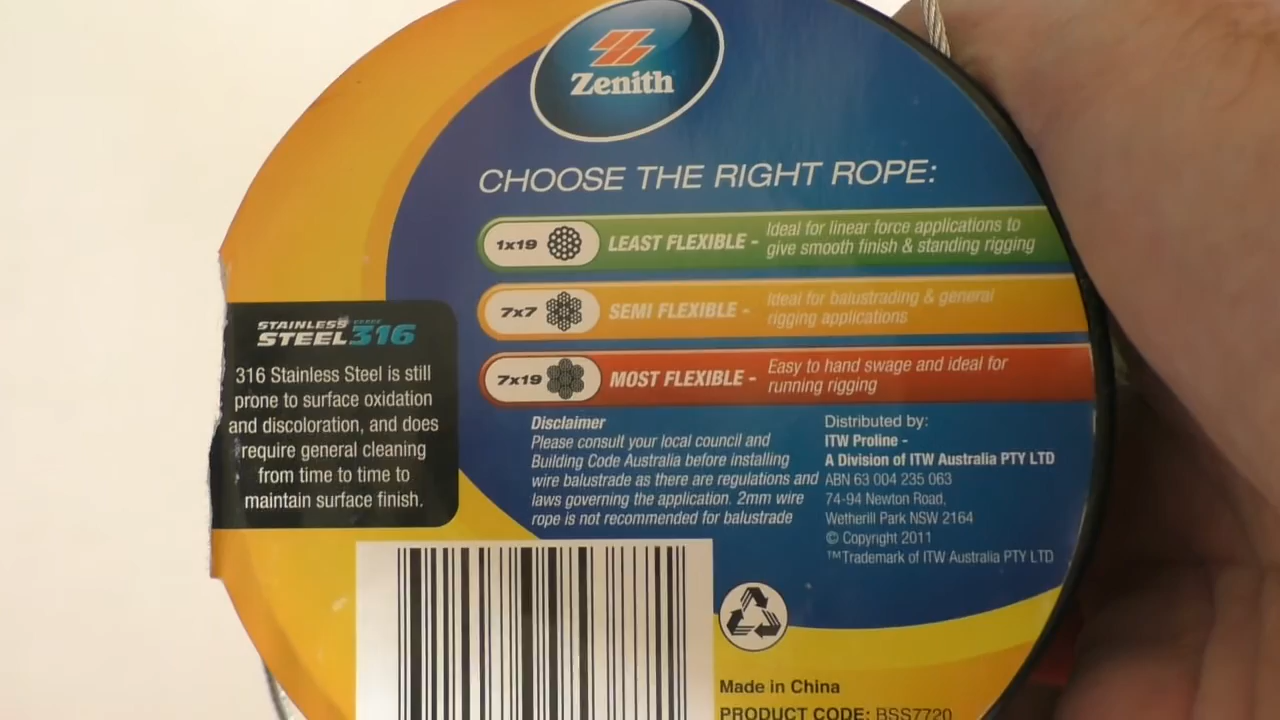 Zenith
CHOOSE THE RIGHT ROPE:
1x19
LEAST FLEXIBLE -
Ideal for linear force applications to
give smooth finish & standing rigging
7x7
SEMI FLEXIBLE -
Ideal for balustrading & general
rigging applications
7x19
MOST FLEXIBLE -
Easy to hand swage and ideal for
running rigging
STAINLESS
STEEL 316
316 Stainless Steel is still
prone to surface oxidation
and discoloration, and does
require general cleaning
from time to time to
maintain surface finish.
Disclaimer
Please consult your local council and
Building Code Australia before installing
wire balustrade as there are regulations and
laws governing the application. 2mm wire
rope is not recommended for balustrade
Distributed by:
ITW Proline -
A Division of ITW Australia PTY LTD
ABN 63 004 235 063
74-94 Newton Road,
Wetherill Park NSW 2164
© Copyright 2011
™Trademark of ITW Australia PTY LTD
Made in China
PRODUCT CODE: BSS7720